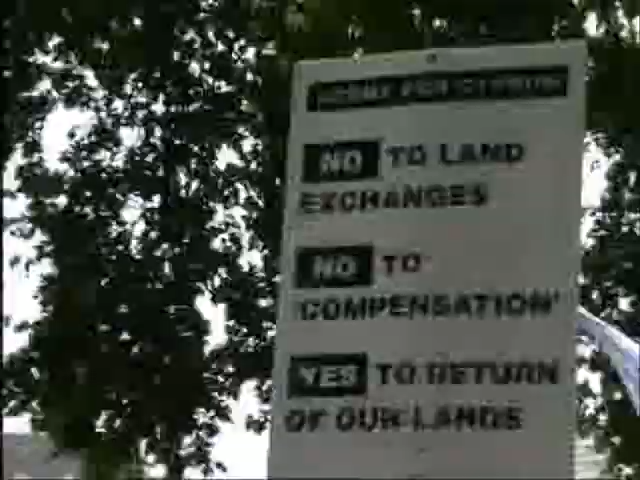 NO TO LAND
EXCHANGES
NO TO
'COMPENSATION'
YES TO RETURN
OF OUR LANDS